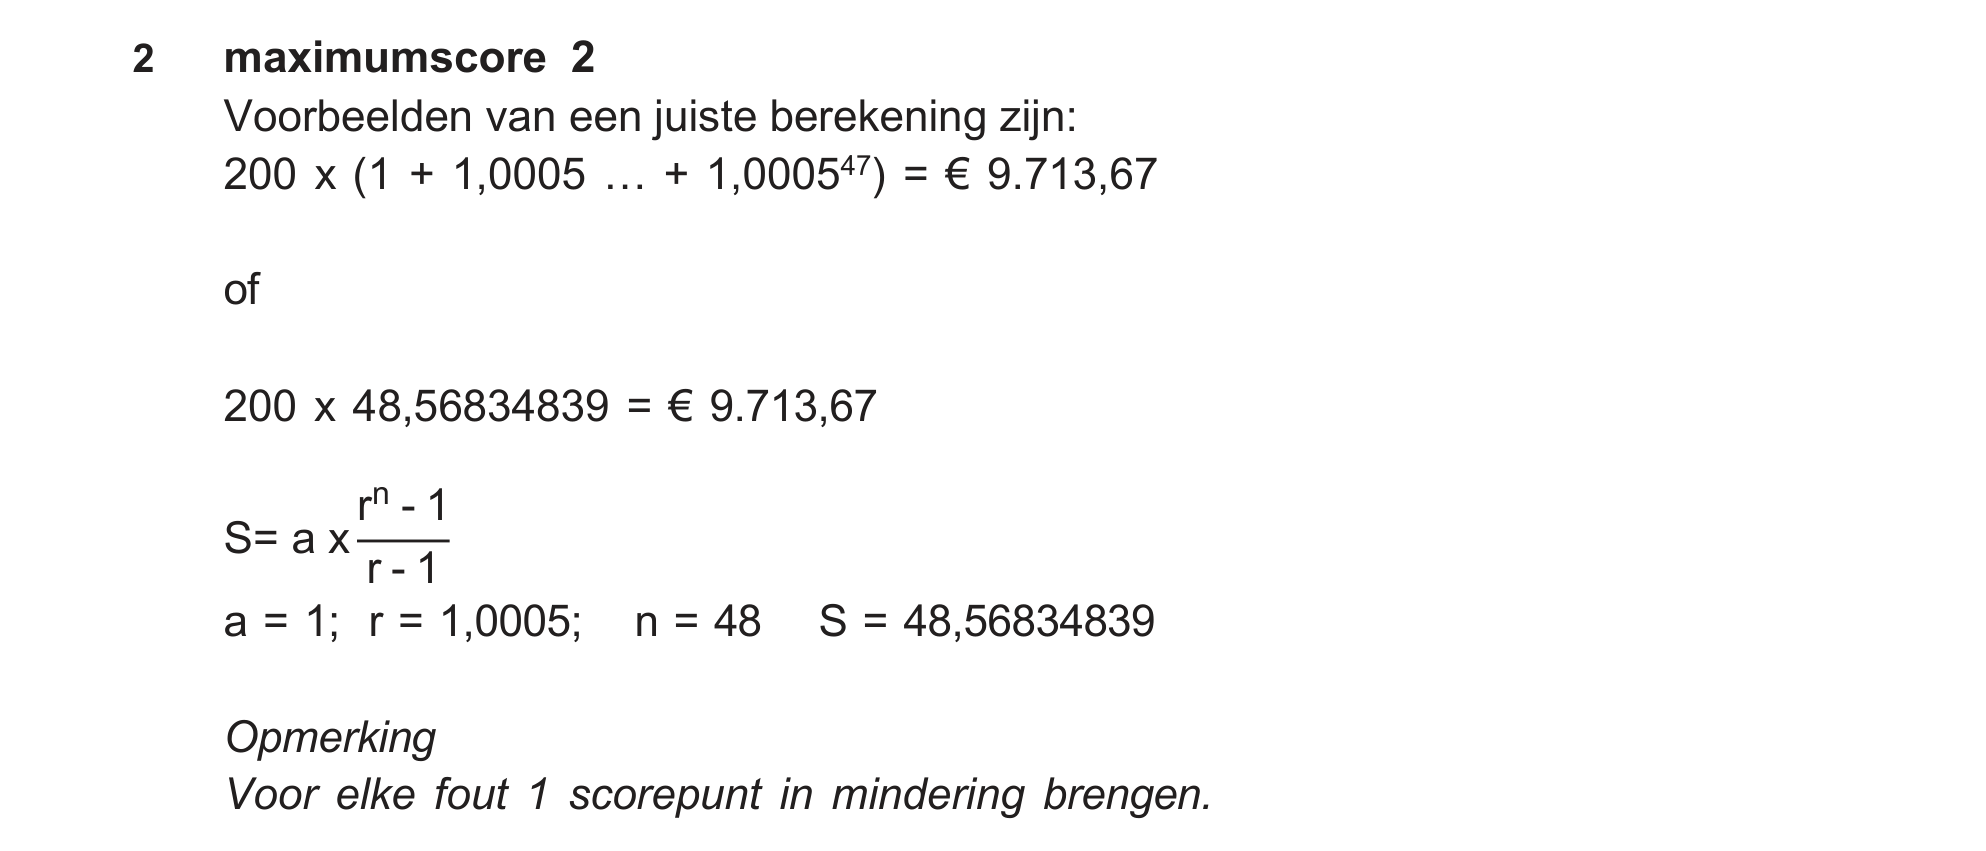 2 maximumscore 2
Voorbeelden van een juiste berekening zijn:
200 x (1 + 1,0005 … + 1,0005⁴⁷) = € 9.713,67
of
200 x 48,56834839 = € 9.713,67
S= a x (rⁿ - 1) / (r - 1)
a = 1; r = 1,0005; n = 48 S = 48,56834839
Opmerking
Voor elke fout 1 scorepunt in mindering brengen.